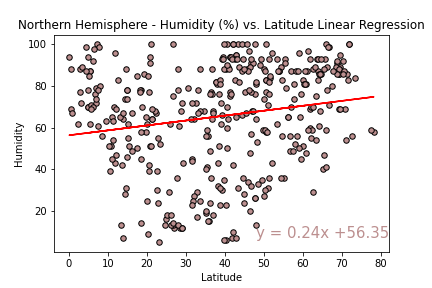 Northern Hemisphere - Humidity (%) vs. Latitude Linear Regression
100
80
60
40
20
Humidity
y = 0.24x +56.35
0 10 20 30 40 50 60 70 80
Latitude